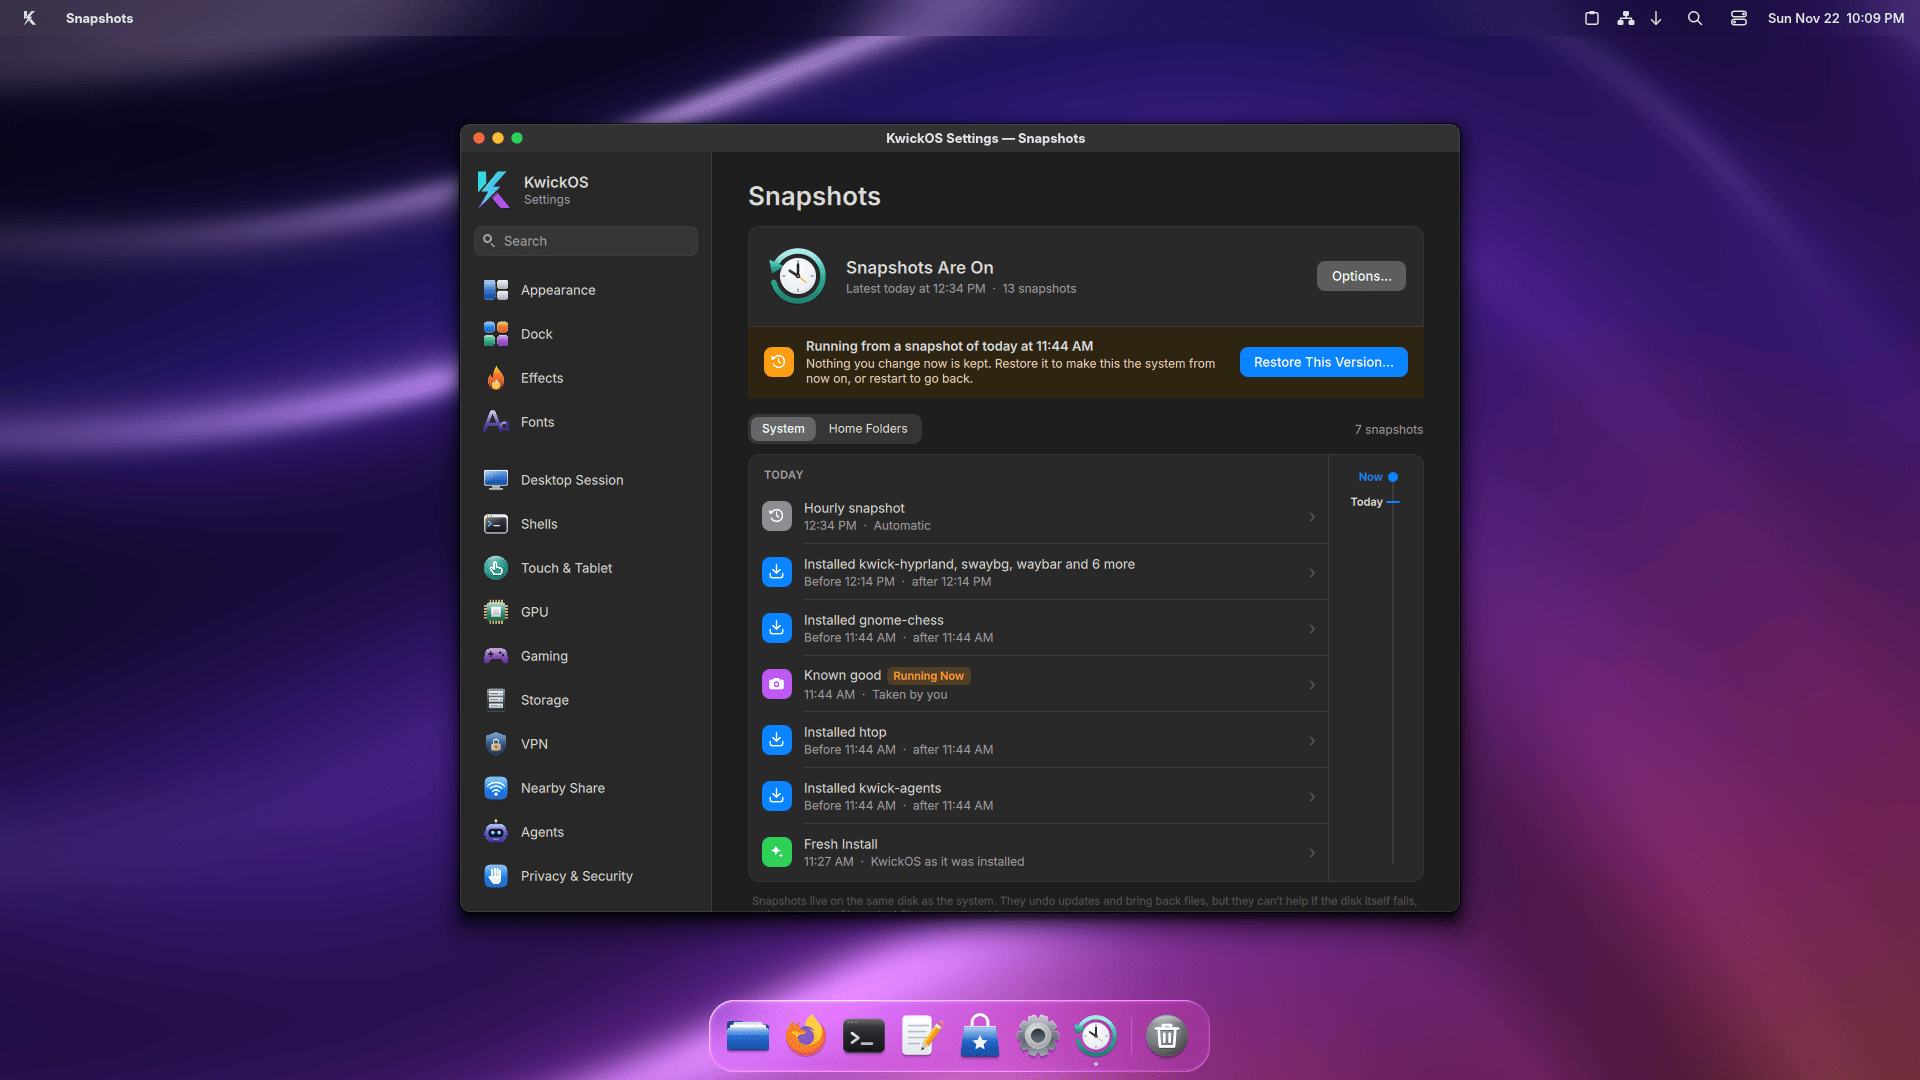 Snapshots
Sun Nov 22 10:09 PM
KwickOS Settings — Snapshots
KwickOS
Settings
Search
Appearance
Dock
Effects
Fonts
Desktop Session
Shells
Touch & Tablet
GPU
Gaming
Storage
VPN
Nearby Share
Agents
Privacy & Security
Snapshots
Snapshots Are On
Latest today at 12:34 PM · 13 snapshots
Options...
Running from a snapshot of today at 11:44 AM
Nothing you change now is kept. Restore it to make this the system from
now on, or restart to go back.
Restore This Version...
System
Home Folders
7 snapshots
TODAY
Hourly snapshot
12:34 PM · Automatic
Installed kwick-hyprland, swaybg, waybar and 6 more
Before 12:14 PM · after 12:14 PM
Installed gnome-chess
Before 11:44 AM · after 11:44 AM
Known good
Running Now
11:44 AM · Taken by you
Installed htop
Before 11:44 AM · after 11:44 AM
Installed kwick-agents
Before 11:44 AM · after 11:44 AM
Fresh Install
11:27 AM · KwickOS as it was installed
Now
Today
Snapshots live on the same disk as the system. They undo updates and bring back files, but they can't help if the disk itself fails,